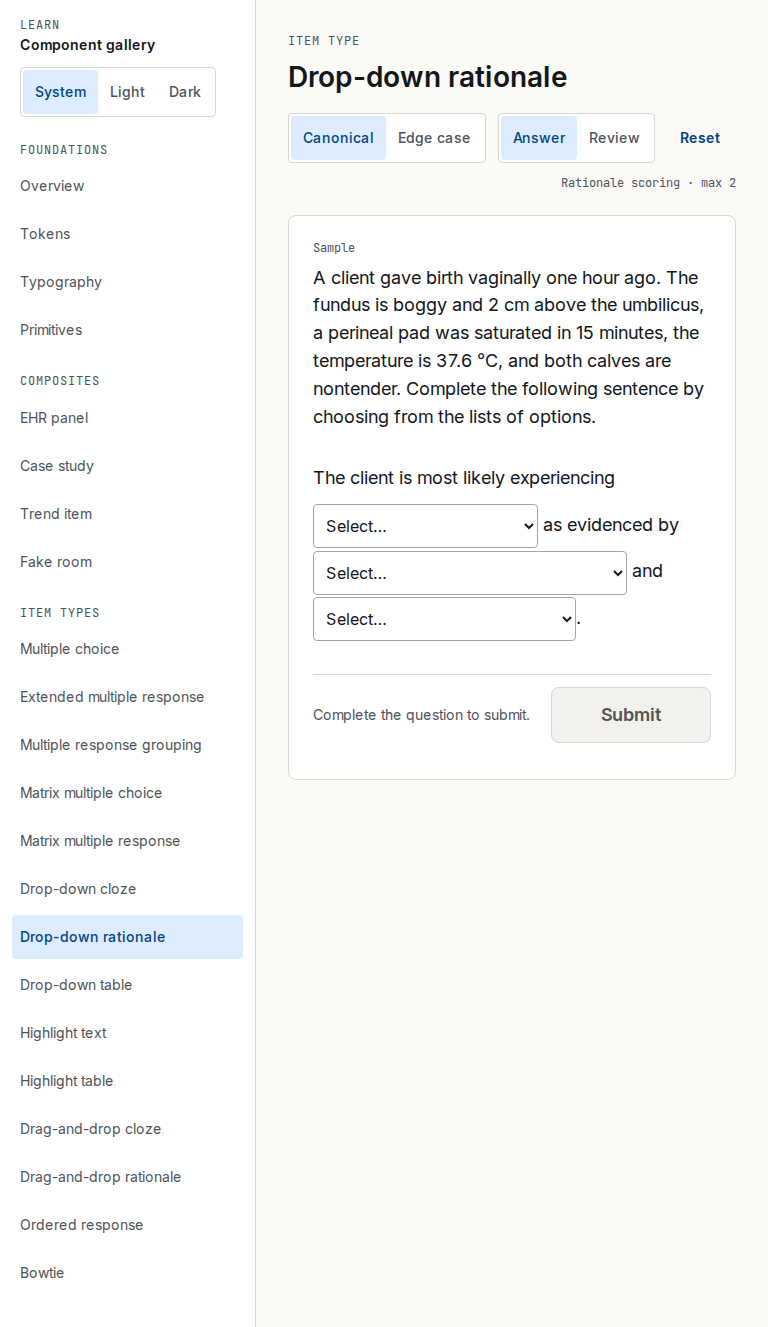 LEARN
Component gallery
System Light Dark
FOUNDATIONS
Overview
Tokens
Typography
Primitives
COMPOSITES
EHR panel
Case study
Trend item
Fake room
ITEM TYPES
Multiple choice
Extended multiple response
Multiple response grouping
Matrix multiple choice
Matrix multiple response
Drop-down cloze
Drop-down rationale
Drop-down table
Highlight text
Highlight table
Drag-and-drop cloze
Drag-and-drop rationale
Ordered response
Bowtie
ITEM TYPE
Drop-down rationale
Canonical Edge case Answer Review Reset
Rationale scoring · max 2
Sample
A client gave birth vaginally one hour ago. The
fundus is boggy and 2 cm above the umbilicus,
a perineal pad was saturated in 15 minutes, the
temperature is 37.6 °C, and both calves are
nontender. Complete the following sentence by
choosing from the lists of options.
The client is most likely experiencing
Select... as evidenced by
Select... and
Select... .
Complete the question to submit. Submit